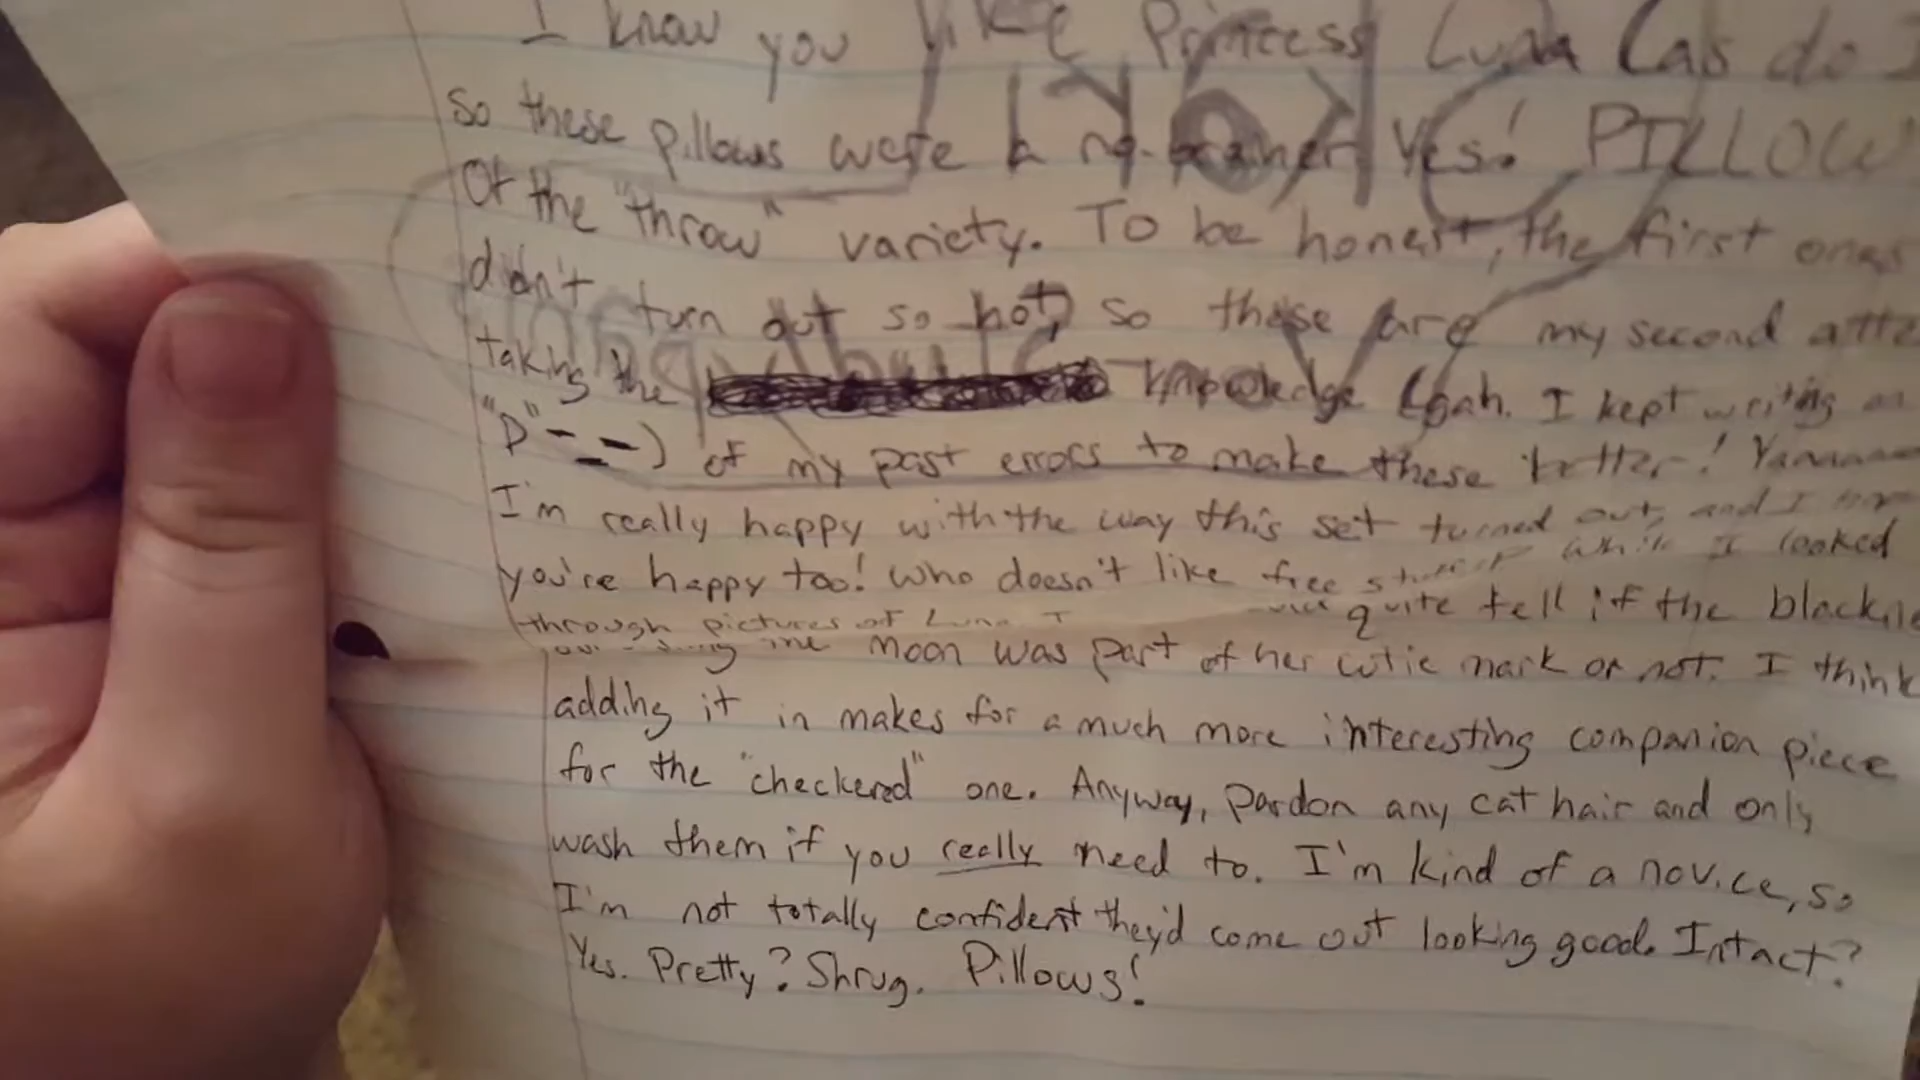 I know you like Princess Luna (as do I
so these pillows were a no-brainer! Yes! PILLOW
Of the "throw" variety. To be honest, the first ones
didn't turn out so hot, so these are my second atte
taking the knowledge (gah. I kept writing an
"D" -_-) of my past errors to make these better!
I'm really happy with the way this set turned out, and I
you're happy too! Who doesn't like free While I looked
through pictures of Luna I quite tell if the blackne
the moon was part of her cutie mark or not. I think
adding it in makes for a much more interesting companion piece
for the "checkered" one. Anyway, pardon any cat hair and only
wash them if you really need to. I'm kind of a novice, so
I'm not totally confident they'd come out looking good. Intact?
Yes. Pretty? Shrug. Pillows!